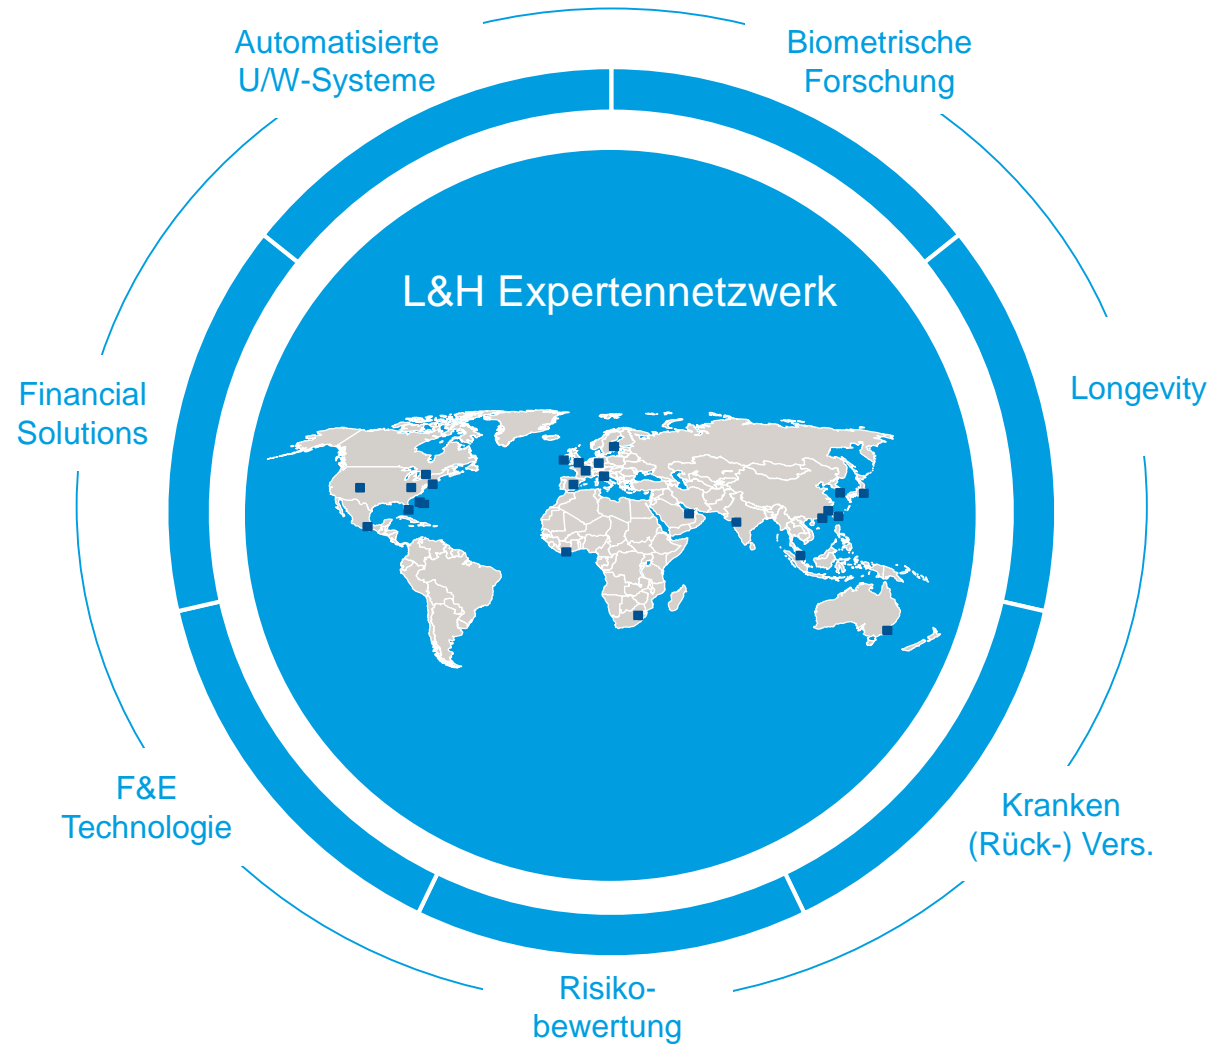 Automatisierte
U/W-Systeme
Biometrische
Forschung
L&H Expertennetzwerk
Financial
Solutions
Longevity
F&E
Technologie
Kranken
(Rück-) Vers.
Risiko-
bewertung